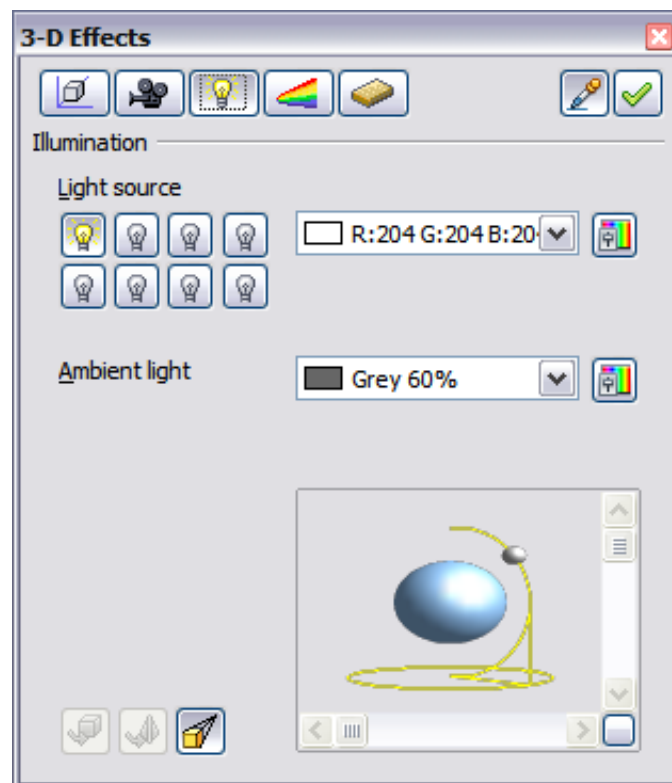 3-D Effects
Illumination
Light source
R:204 G:204 B:20
Ambient light
Grey 60%